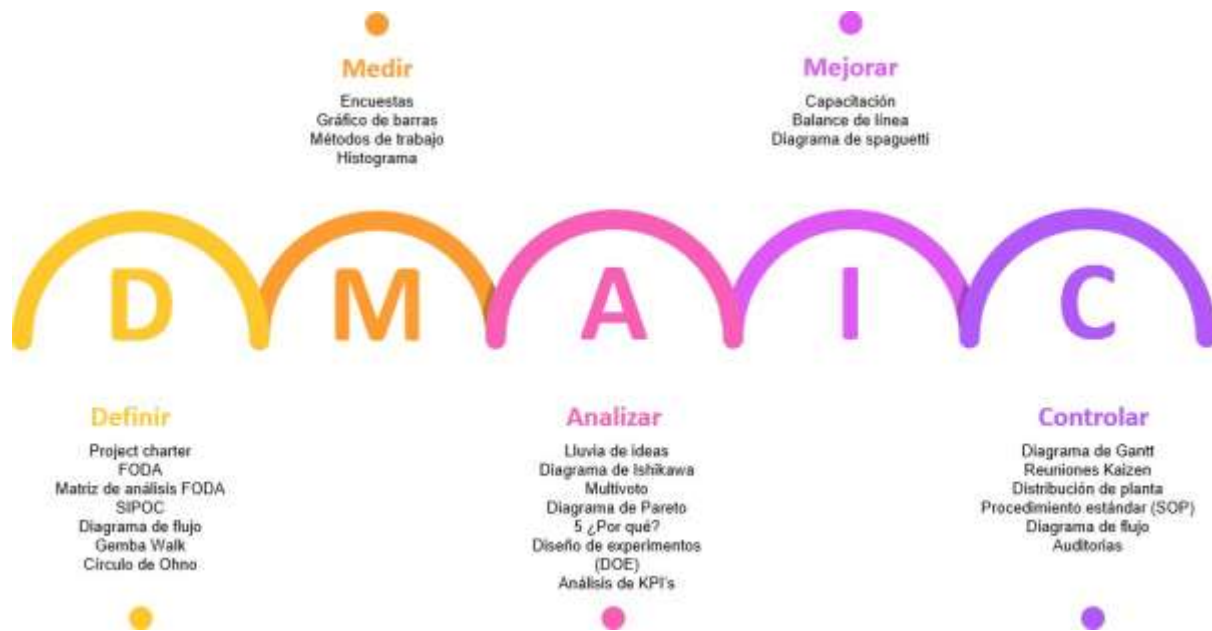 Medir
Encuestas
Gráfico de barras
Métodos de trabajo
Histograma
Mejorar
Capacitación
Balance de línea
Diagrama de spaguetti
D M A I C
Definir
Project charter
FODA
Matriz de análisis FODA
SIPOC
Diagrama de flujo
Gemba Walk
Círculo de Ohno
Analizar
Lluvia de ideas
Diagrama de Ishikawa
Multivoto
Diagrama de Pareto
5 ¿Por qué?
Diseño de experimentos
(DOE)
Análisis de KPI's
Controlar
Diagrama de Gantt
Reuniones Kaizen
Distribución de planta
Procedimiento estándar (SOP)
Diagrama de flujo
Auditorias